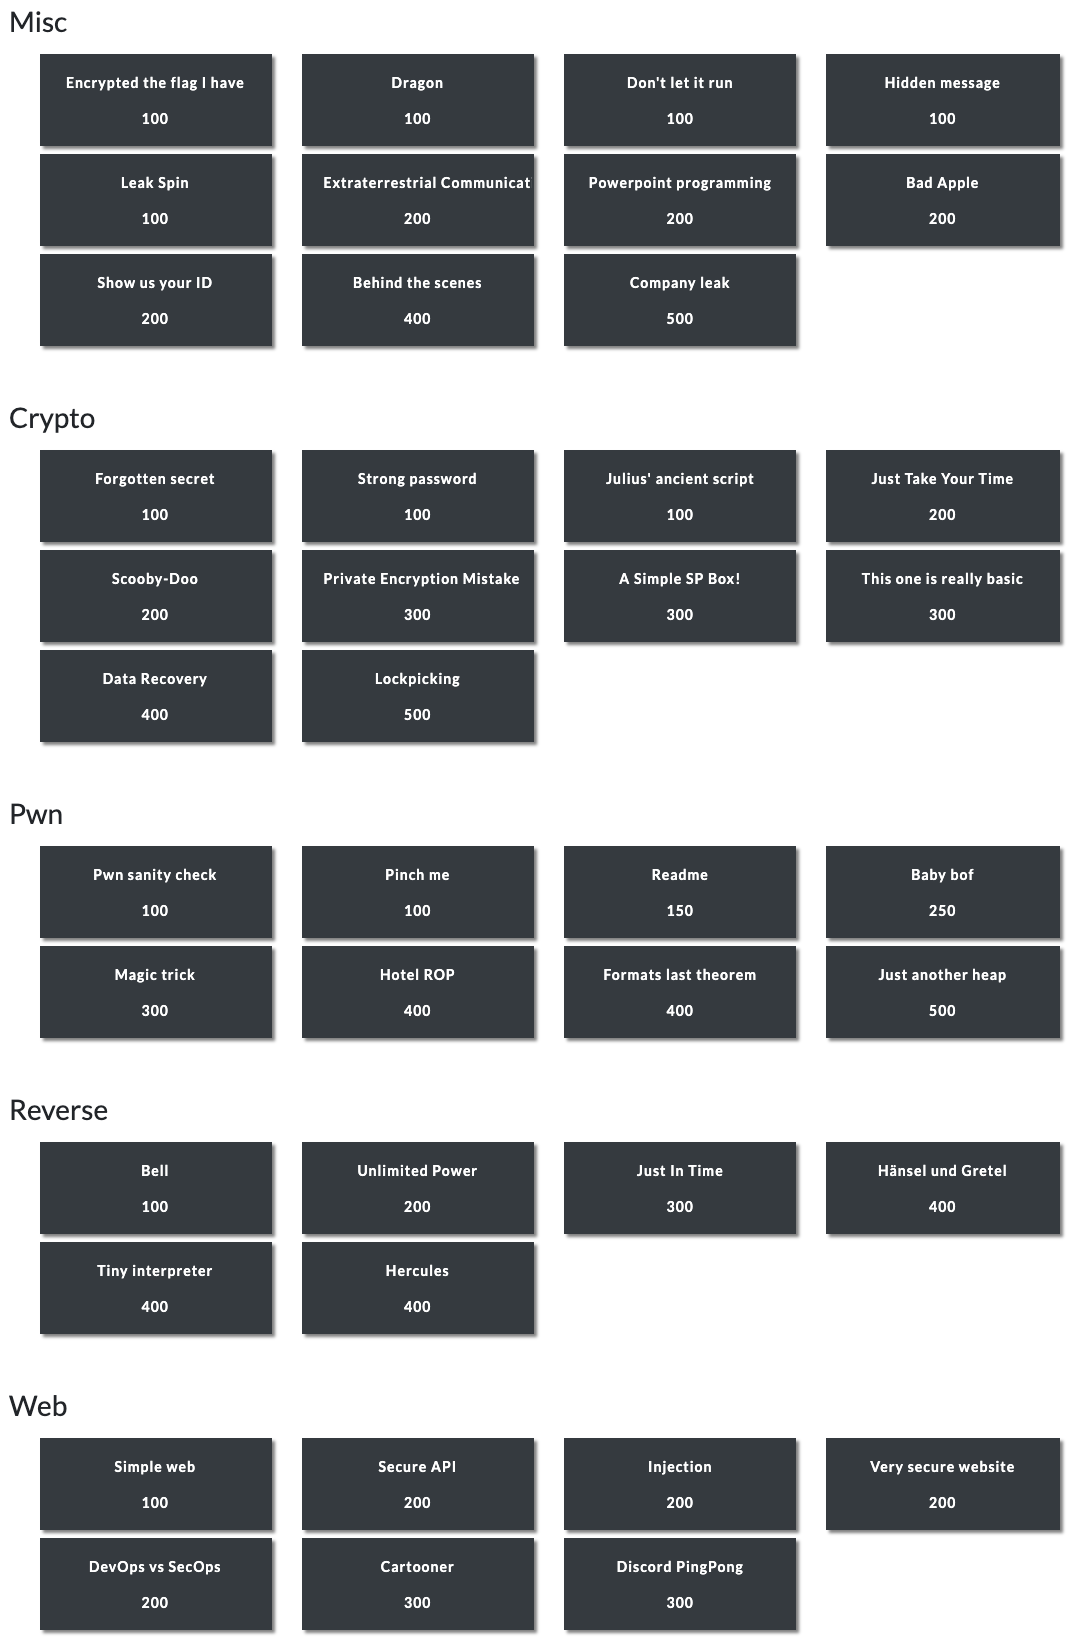 Misc
Encrypted the flag I have
100
Dragon
100
Don't let it run
100
Hidden message
100
Leak Spin
100
Extraterrestrial Communicat
200
Powerpoint programming
200
Bad Apple
200
Show us your ID
200
Behind the scenes
400
Company leak
500
Crypto
Forgotten secret
100
Strong password
100
Julius' ancient script
100
Just Take Your Time
200
Scooby-Doo
200
Private Encryption Mistake
300
A Simple SP Box!
300
This one is really basic
300
Data Recovery
400
Lockpicking
500
Pwn
Pwn sanity check
100
Pinch me
100
Readme
150
Baby bof
250
Magic trick
300
Hotel ROP
400
Formats last theorem
400
Just another heap
500
Reverse
Bell
100
Unlimited Power
200
Just In Time
300
Hänsel und Gretel
400
Tiny interpreter
400
Hercules
400
Web
Simple web
100
Secure API
200
Injection
200
Very secure website
200
DevOps vs SecOps
200
Cartooner
300
Discord PingPong
300